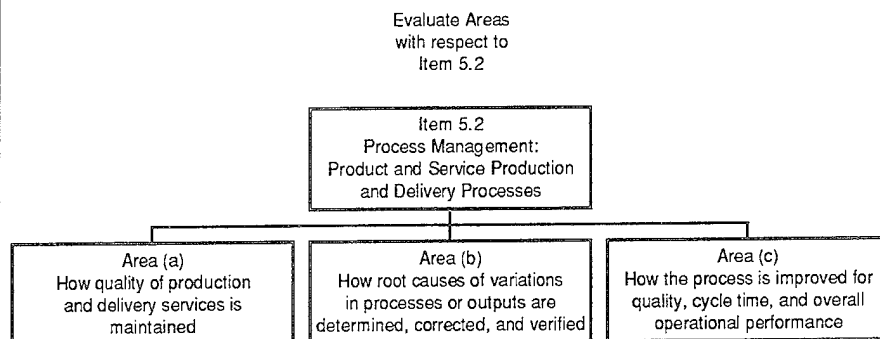 Evaluate Areas
with respect to
Item 5.2
Item 5.2
Process Management:
Product and Service Production
and Delivery Processes
Area (a)
How quality of production
and delivery services is
maintained
Area (b)
How root causes of variations
in processes or outputs are
determined, corrected, and verified
Area (c)
How the process is improved for
quality, cycle time, and overall
operational performance